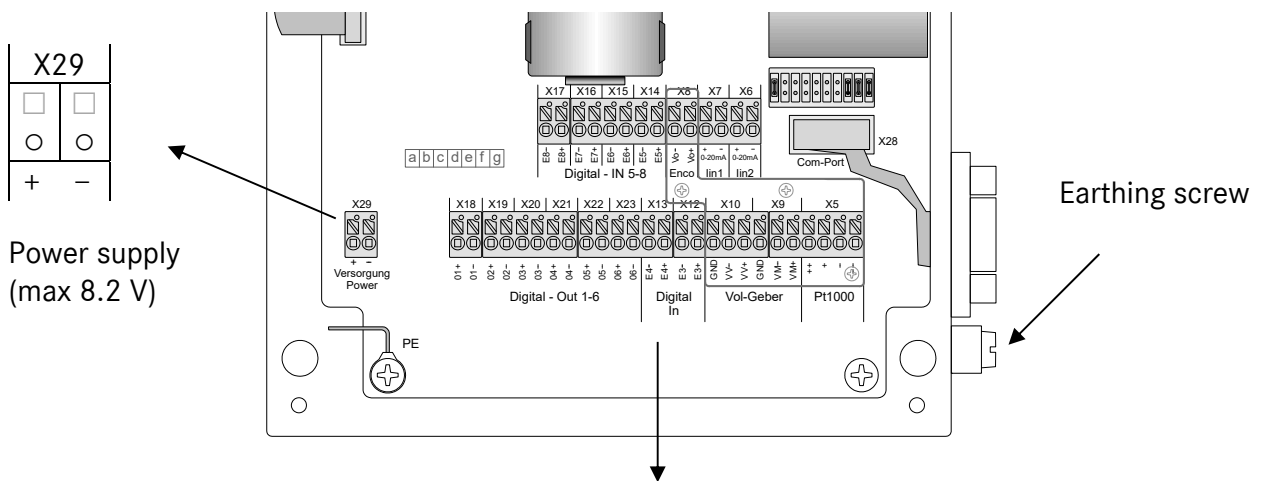 X29
+ −
Power supply
(max 8.2 V)
X17 X16 X15 X14 X8 X7 X6
E8− E8+ E7− E7+ E6− E6+ E5− E5+ Vo- Vo+ + − 0-20mA + − 0-20mA
Digital - IN 5-8 Enco Iin1 Iin2
a b c d e f g
X28
Com-Port
Earthing screw
X29
+ −
Versorgung
Power
X18 X19 X20 X21 X22 X23 X13 X12 X10 X9 X5
01+ 01− 02+ 02− 03+ 03− 04+ 04− 05+ 05− 06+ 06− E4- E4+ E3- E3+ GND VV− VV+ GND VM− VM+ ++ + − −
Digital - Out 1-6 Digital In Vol-Geber Pt1000
PE